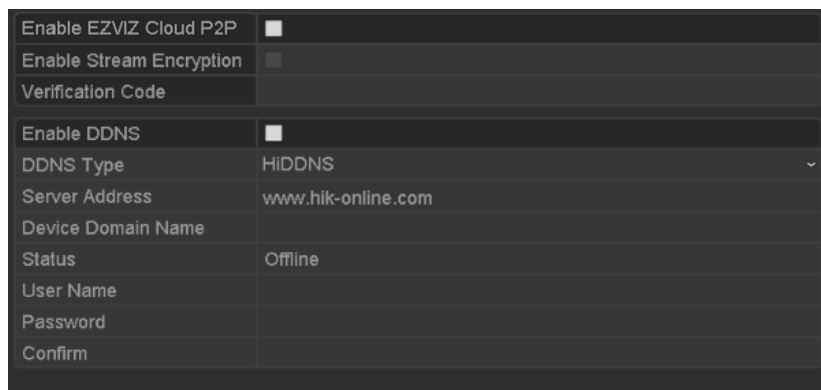 Enable EZVIZ Cloud P2P
Enable Stream Encryption
Verification Code
Enable DDNS
DDNS Type HiDDNS
Server Address www.hik-online.com
Device Domain Name
Status Offline
User Name
Password
Confirm